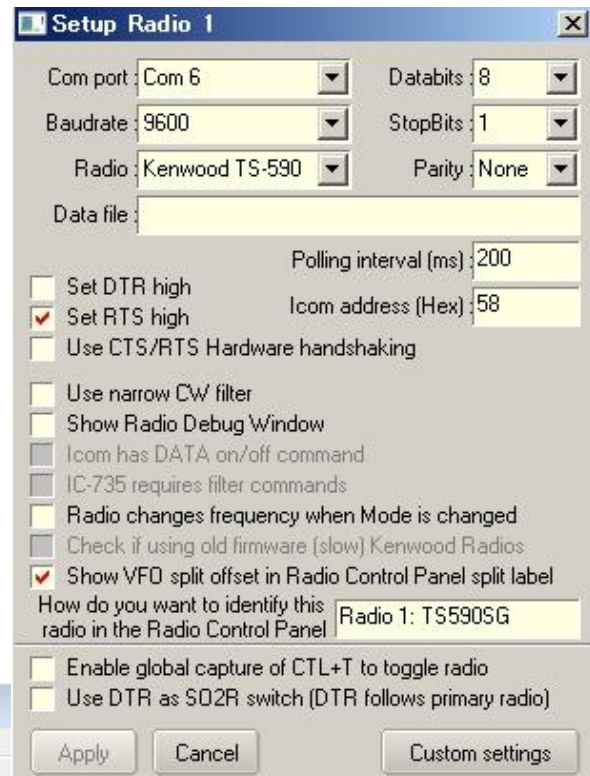 Setup Radio 1
Com port : Com 6 Databits : 8
Baudrate : 9600 StopBits : 1
Radio : Kenwood TS-590 Parity : None
Data file :
Polling interval (ms) : 200
Set DTR high
Icom address (Hex) : 58
Set RTS high
Use CTS/RTS Hardware handshaking
Use narrow CW filter
Show Radio Debug Window
Icom has DATA on/off command
IC-735 requires filter commands
Radio changes frequency when Mode is changed
Check if using old firmware (slow) Kenwood Radios
Show VFO split offset in Radio Control Panel split label
How do you want to identify this
radio in the Radio Control Panel
Radio 1: TS590SG
Enable global capture of CTL+T to toggle radio
Use DTR as SO2R switch (DTR follows primary radio)
Apply Cancel Custom settings